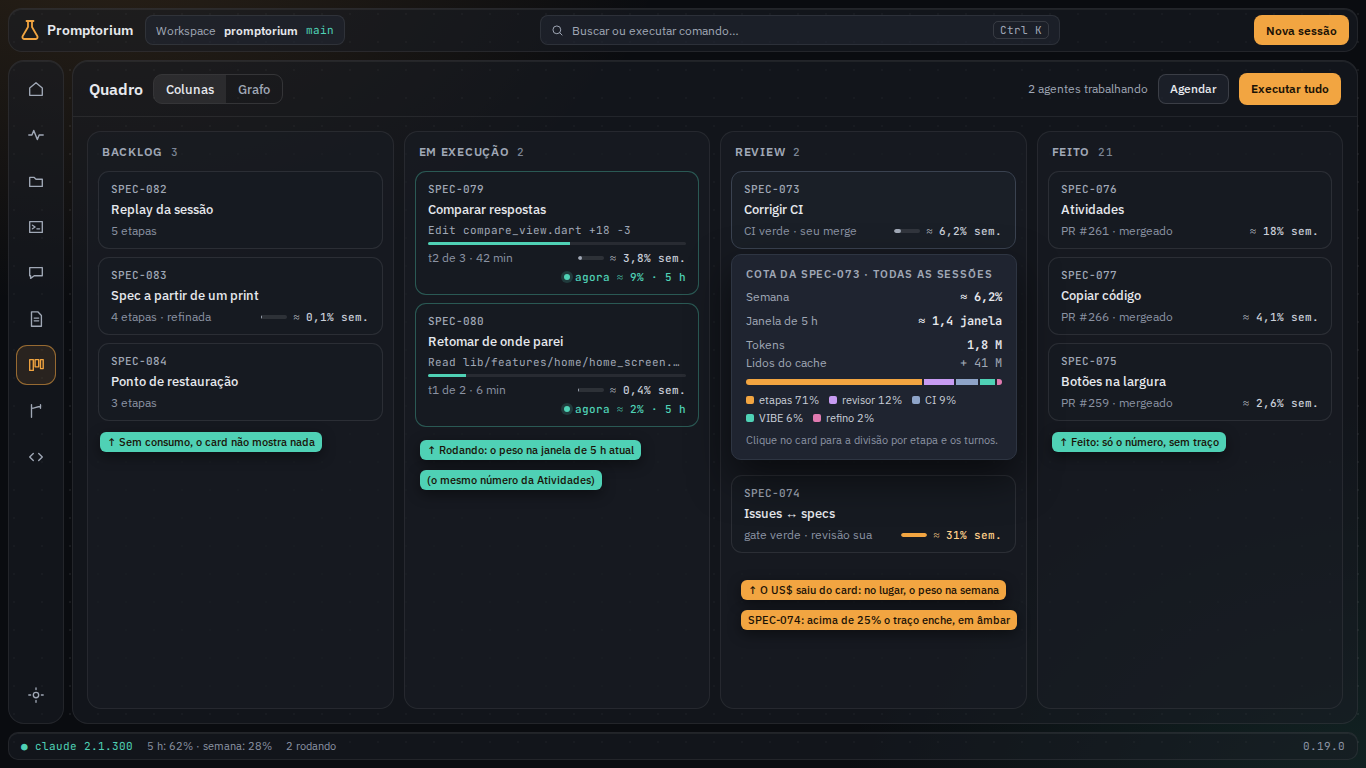 Promptorium
Workspace promptorium main
Buscar ou executar comando...
Ctrl K
Nova sessão
Quadro
Colunas
Grafo
2 agentes trabalhando
Agendar
Executar tudo
BACKLOG 3
SPEC-082
Replay da sessão
5 etapas
SPEC-083
Spec a partir de um print
4 etapas · refinada ≈ 0,1% sem.
SPEC-084
Ponto de restauração
3 etapas
↑ Sem consumo, o card não mostra nada
EM EXECUÇÃO 2
SPEC-079
Comparar respostas
Edit compare_view.dart +18 -3
t2 de 3 · 42 min ≈ 3,8% sem.
agora ≈ 9% · 5 h
SPEC-080
Retomar de onde parei
Read lib/features/home/home_screen.…
t1 de 2 · 6 min ≈ 0,4% sem.
agora ≈ 2% · 5 h
↑ Rodando: o peso na janela de 5 h atual
(o mesmo número da Atividades)
REVIEW 2
SPEC-073
Corrigir CI
CI verde · seu merge ≈ 6,2% sem.
COTA DA SPEC-073 · TODAS AS SESSÕES
Semana ≈ 6,2%
Janela de 5 h ≈ 1,4 janela
Tokens 1,8 M
Lidos do cache + 41 M
etapas 71% revisor 12% CI 9%
VIBE 6% refino 2%
Clique no card para a divisão por etapa e os turnos.
SPEC-074
Issues ↔ specs
gate verde · revisão sua ≈ 31% sem.
↑ O US$ saiu do card: no lugar, o peso na semana
SPEC-074: acima de 25% o traço enche, em âmbar
FEITO 21
SPEC-076
Atividades
PR #261 · mergeado ≈ 18% sem.
SPEC-077
Copiar código
PR #266 · mergeado ≈ 4,1% sem.
SPEC-075
Botões na largura
PR #259 · mergeado ≈ 2,6% sem.
↑ Feito: só o número, sem traço
claude 2.1.300 5 h: 62% · semana: 28% 2 rodando
0.19.0